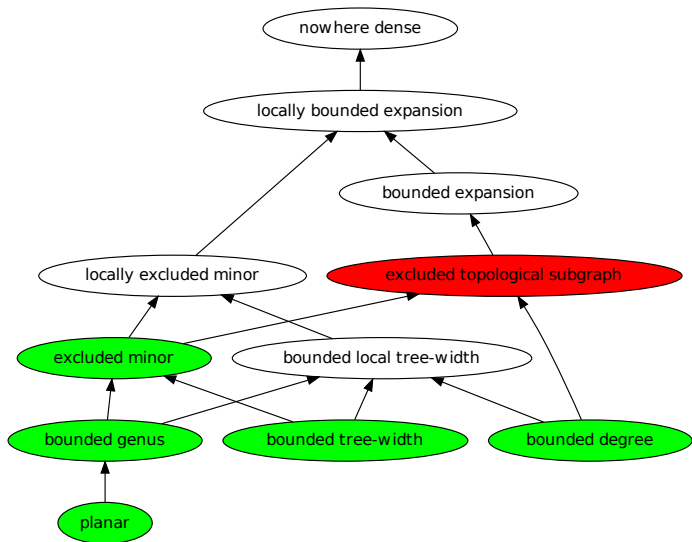 nowhere dense
locally bounded expansion
bounded expansion
locally excluded minor
excluded topological subgraph
excluded minor
bounded local tree-width
bounded genus
bounded tree-width
bounded degree
planar